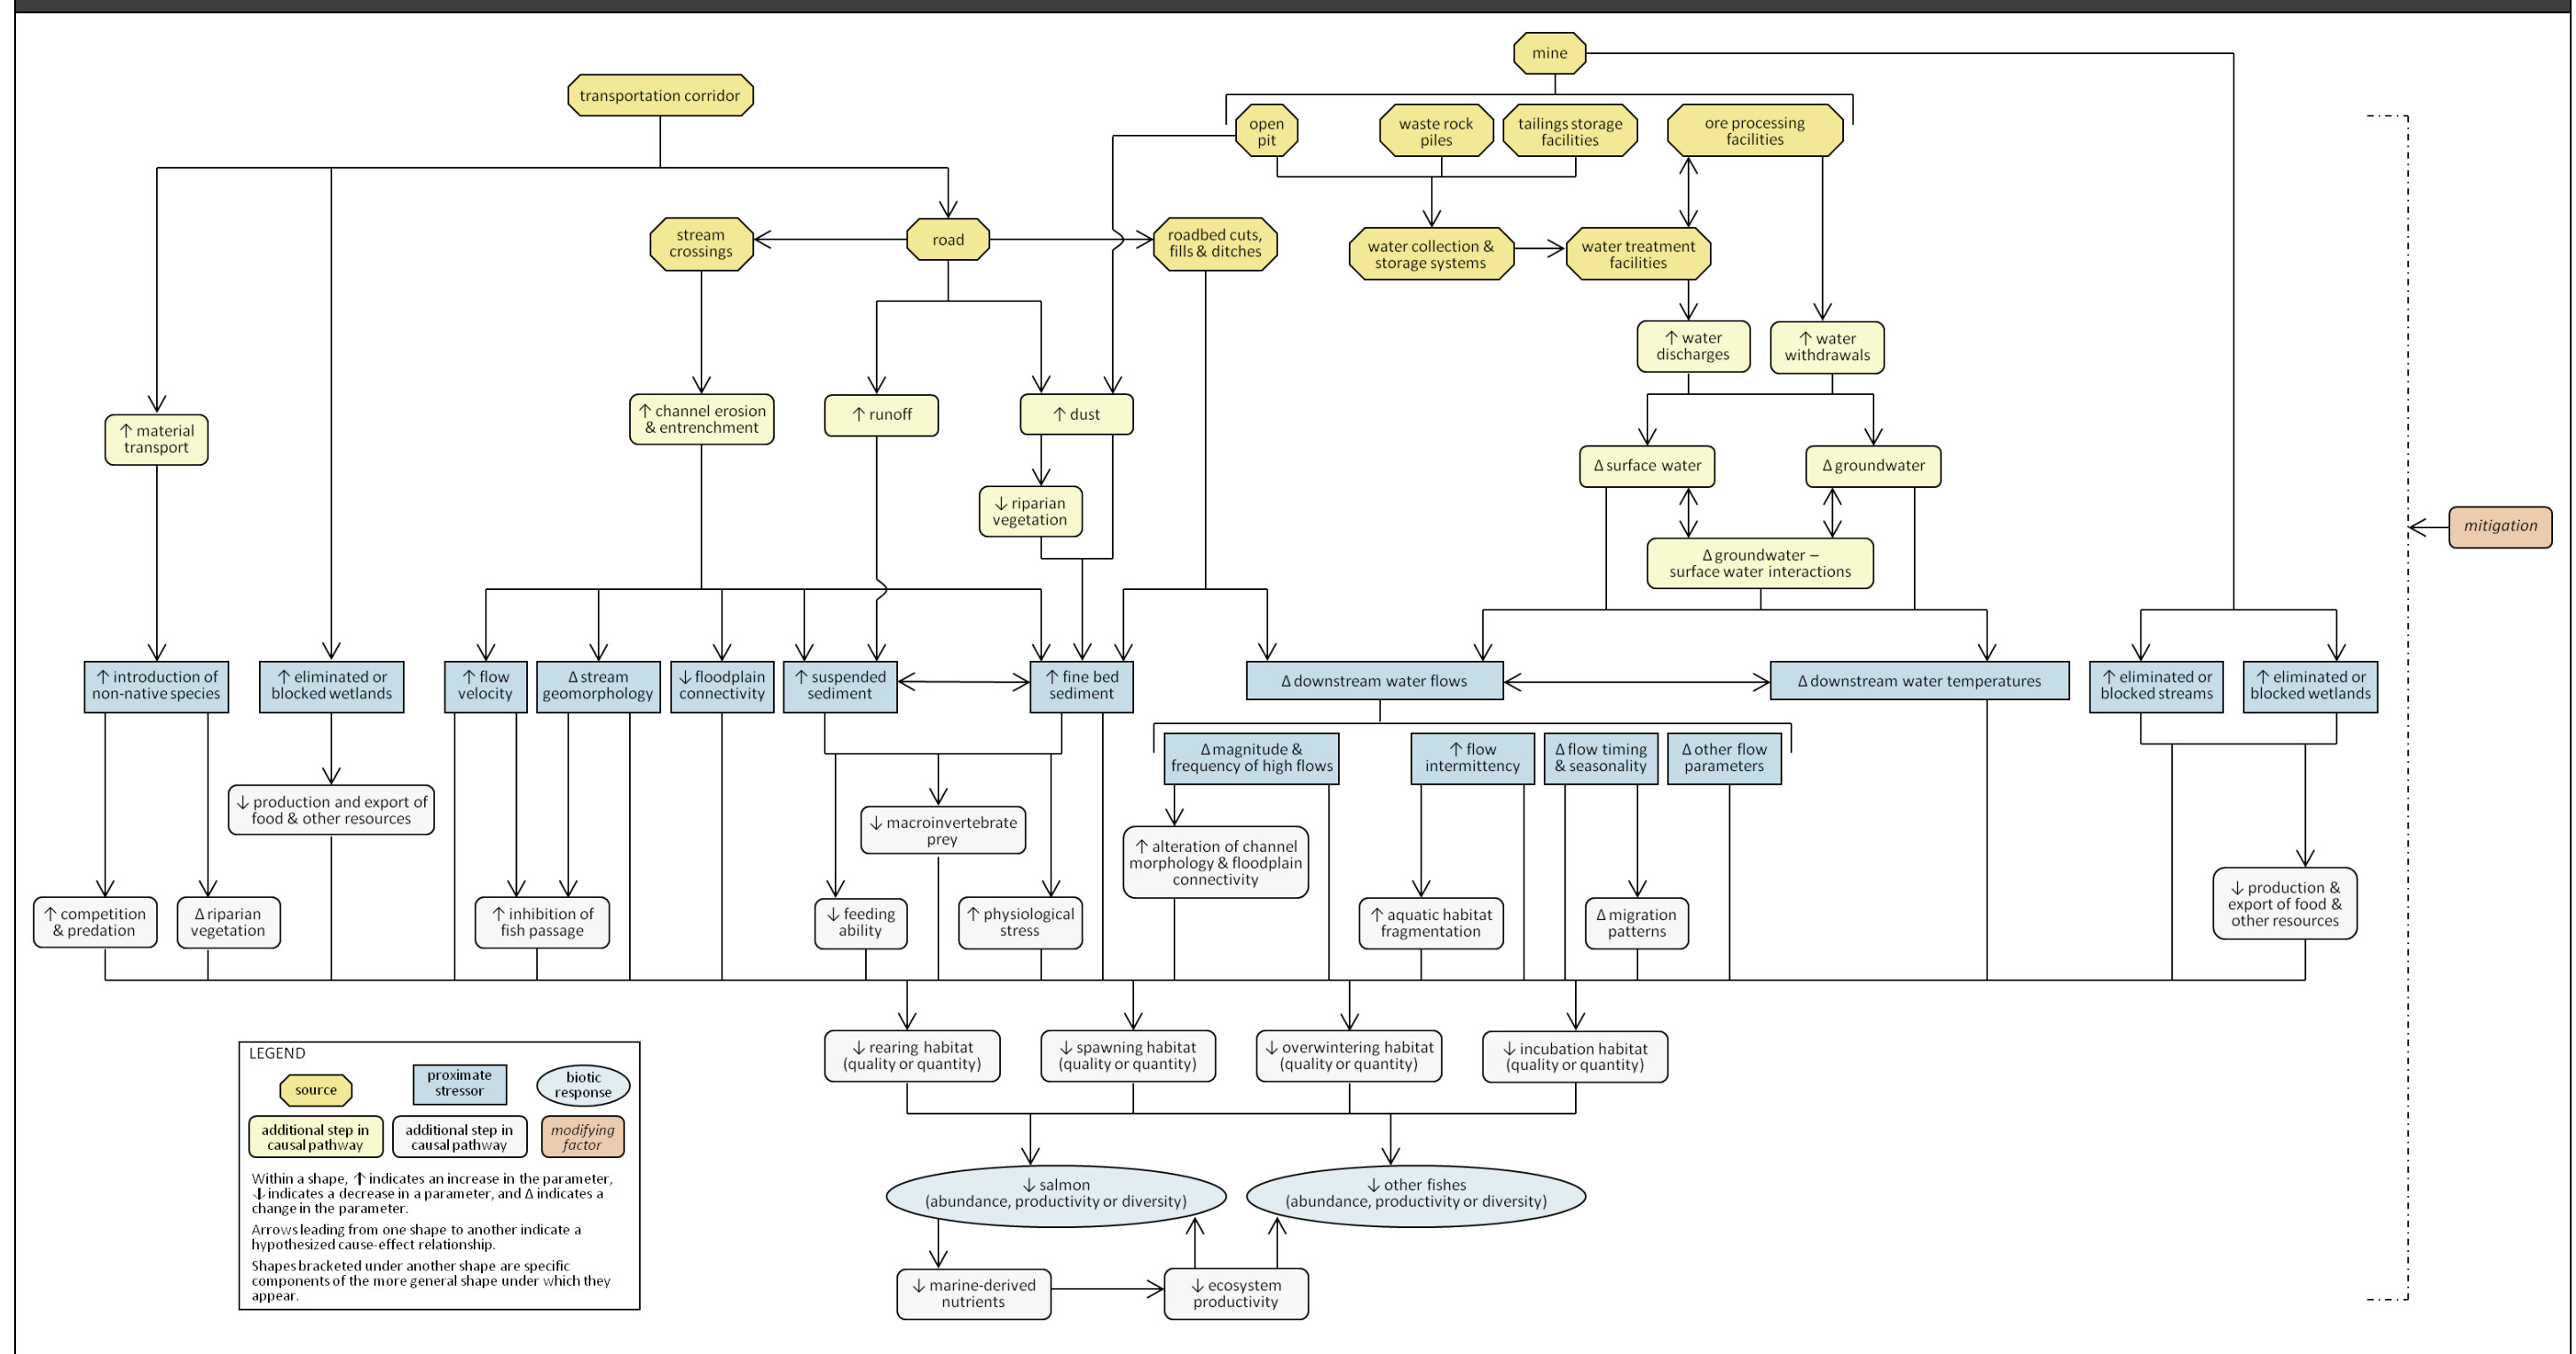 mine
transportation corridor
open
pit
waste rock
piles
tailings storage
facilities
ore processing
facilities
stream
crossings
road
roadbed cuts,
fills & ditches
water collection &
storage systems
water treatment
facilities
↑ water
discharges
↑ water
withdrawals
↑ material
transport
↑ channel erosion
& entrenchment
↑ runoff
↑ dust
Δ surface water
Δ groundwater
↓ riparian
vegetation
mitigation
Δ groundwater –
surface water interactions
↑ introduction of
non-native species
↑ eliminated or
blocked wetlands
↑ flow
velocity
Δ stream
geomorphology
↓ floodplain
connectivity
↑ suspended
sediment
↑ fine bed
sediment
Δ downstream water flows
Δ downstream water temperatures
↑ eliminated or
blocked streams
↑ eliminated or
blocked wetlands
Δ magnitude &
frequency of high flows
↑ flow
intermittency
Δ flow timing
& seasonality
Δ other flow
parameters
↓ production and export of
food & other resources
↓ macroinvertebrate
prey
↑ alteration of channel
morphology & floodplain
connectivity
↓ production &
export of food &
other resources
↑ competition
& predation
Δ riparian
vegetation
↑ inhibition of
fish passage
↓ feeding
ability
↑ physiological
stress
↑ aquatic habitat
fragmentation
Δ migration
patterns
↓ rearing habitat
(quality or quantity)
↓ spawning habitat
(quality or quantity)
↓ overwintering habitat
(quality or quantity)
↓ incubation habitat
(quality or quantity)
LEGEND
source
proximate
stressor
biotic
response
additional step in
causal pathway
additional step in
causal pathway
modifying
factor
Within a shape, ↑ indicates an increase in the parameter,
↓ indicates a decrease in a parameter, and Δ indicates a
change in the parameter.
Arrows leading from one shape to another indicate a
hypothesized cause-effect relationship.
Shapes bracketed under another shape are specific
components of the more general shape under which they
appear.
↓ salmon
(abundance, productivity or diversity)
↓ other fishes
(abundance, productivity or diversity)
↓ marine-derived
nutrients
↓ ecosystem
productivity